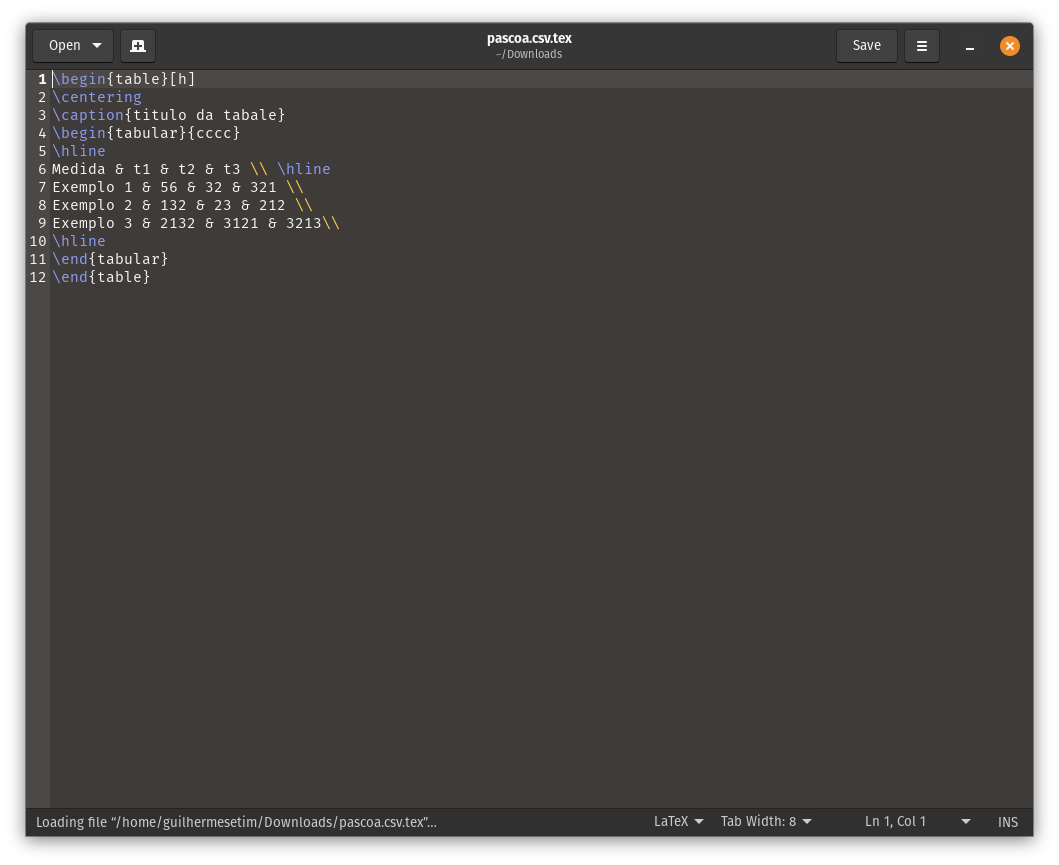 Open
pascoa.csv.tex
~/Downloads
Save
1 \begin{table}[h]
2 \centering
3 \caption{titulo da tabale}
4 \begin{tabular}{cccc}
5 \hline
6 Medida & t1 & t2 & t3 \\ \hline
7 Exemplo 1 & 56 & 32 & 321 \\
8 Exemplo 2 & 132 & 23 & 212 \\
9 Exemplo 3 & 2132 & 3121 & 3213\\
10 \hline
11 \end{tabular}
12 \end{table}
Loading file “/home/guilhermesetim/Downloads/pascoa.csv.tex”… LaTeX Tab Width: 8 Ln 1, Col 1 INS